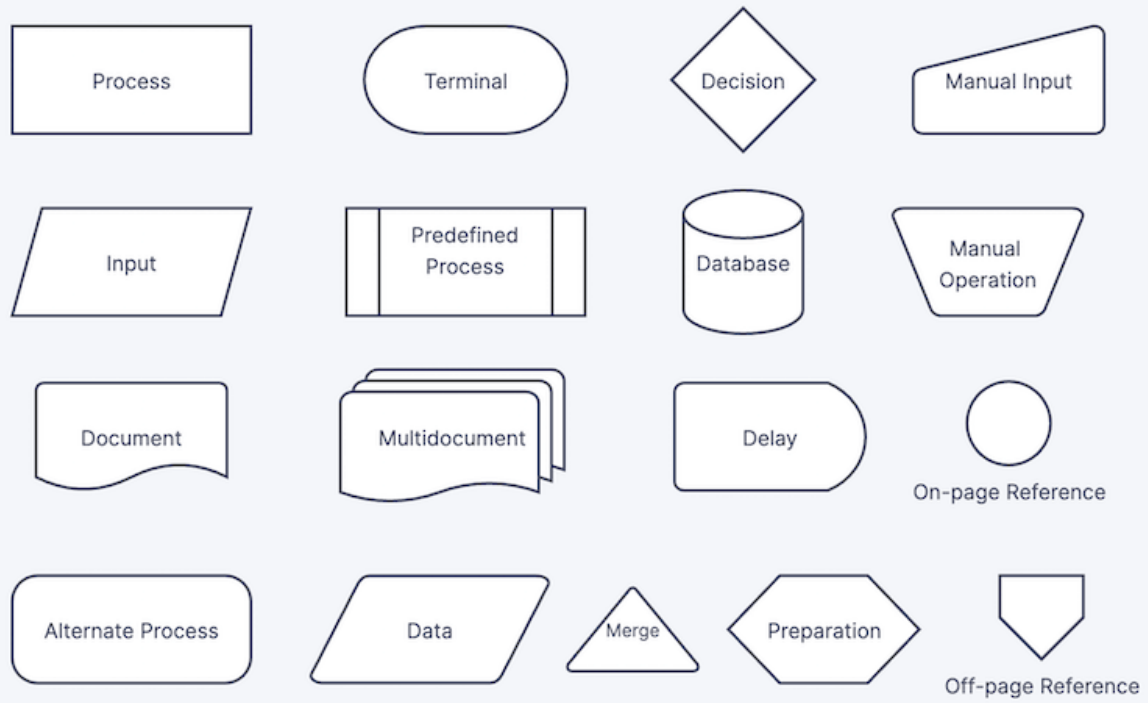 Process
Terminal
Decision
Manual Input
Input
Predefined
Process
Database
Manual
Operation
Document
Multidocument
Delay
On-page Reference
Alternate Process
Data
Merge
Preparation
Off-page Reference